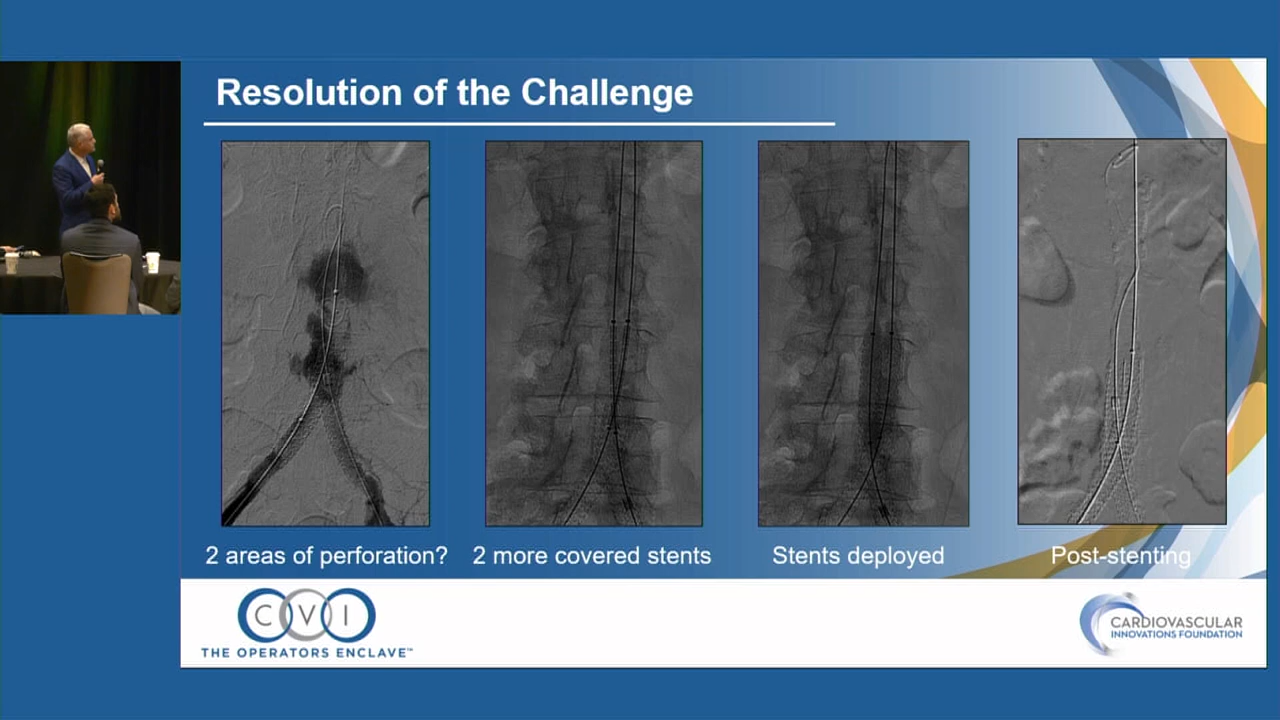 Resolution of the Challenge
2 areas of perforation?
2 more covered stents
Stents deployed
Post-stenting
CVI
THE OPERATORS ENCLAVE™
CARDIOVASCULAR
INNOVATIONS FOUNDATION